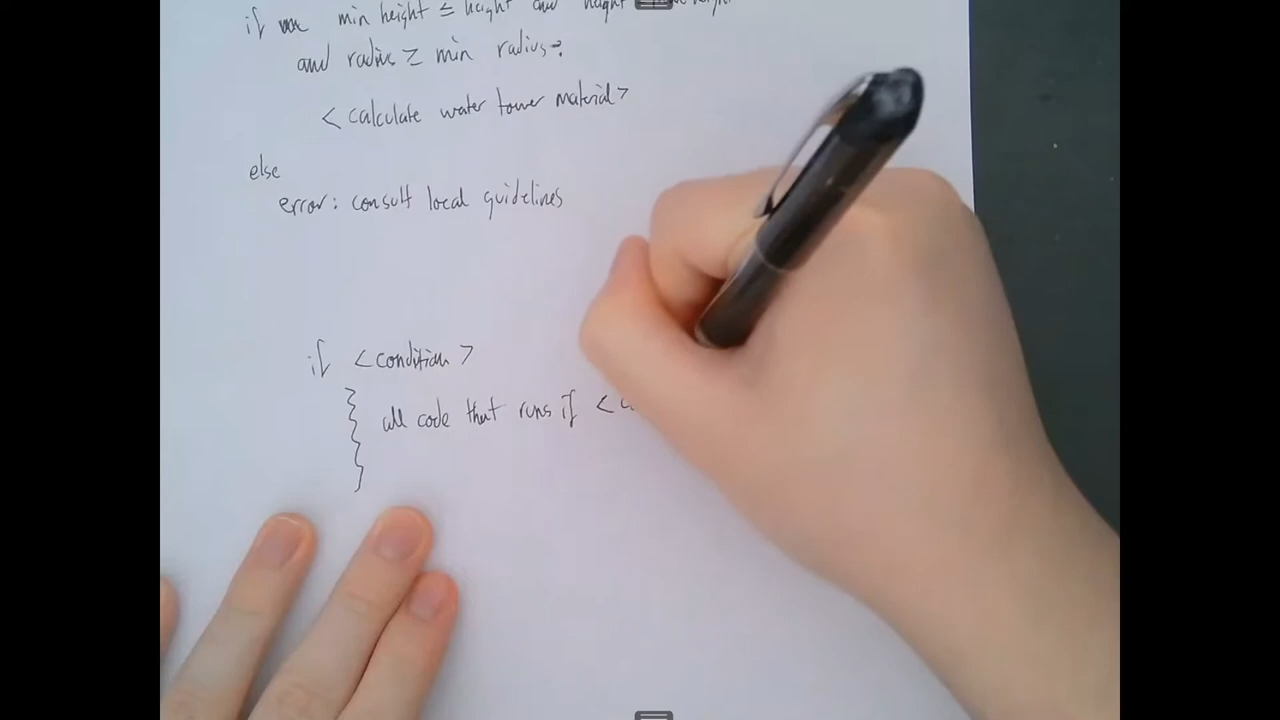 if min height ≤ height and height
and radius ≥ min radius:
<calculate water tower material>
else
error: consult local guidelines
if <condition>
all code that runs if <